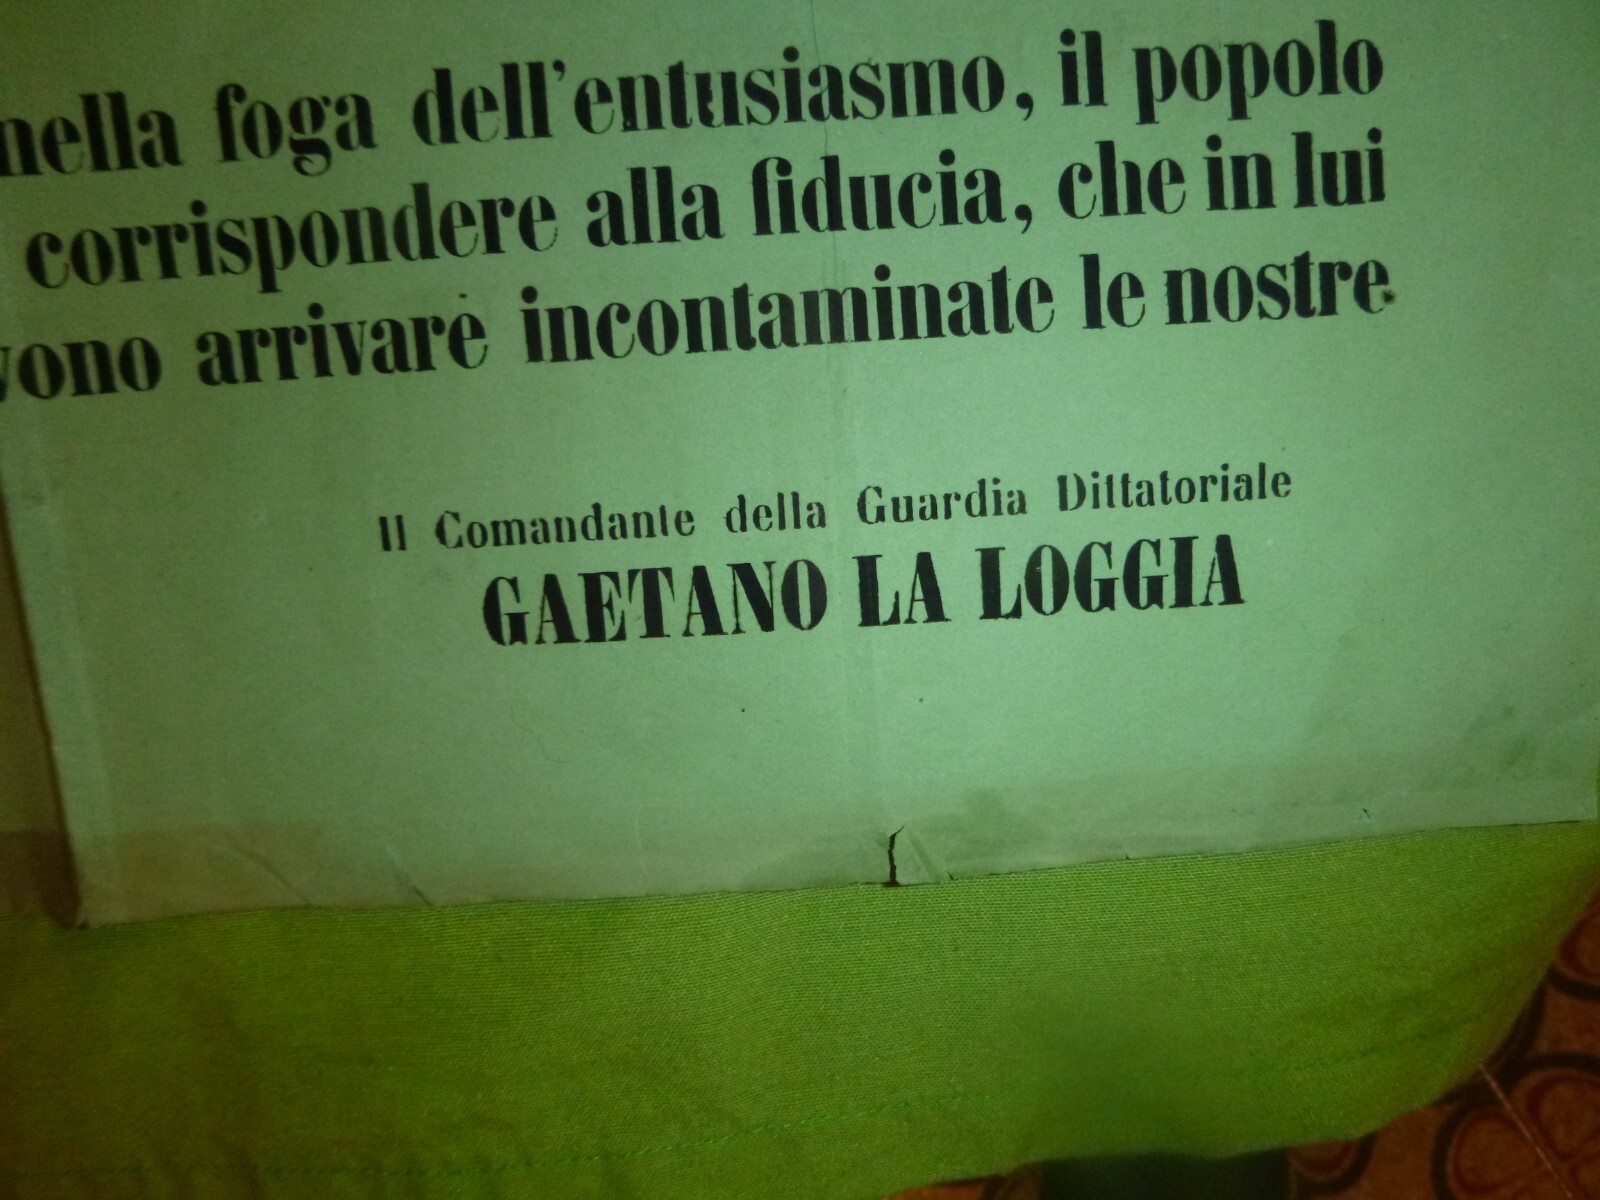 nella foga dell'entusiasmo, il popolo
corrispondere alla fiducia, che in lui
vono arrivare incontaminate le nostre
Il Comandante della Guardia Dittatoriale
GAETANO LA LOGGIA